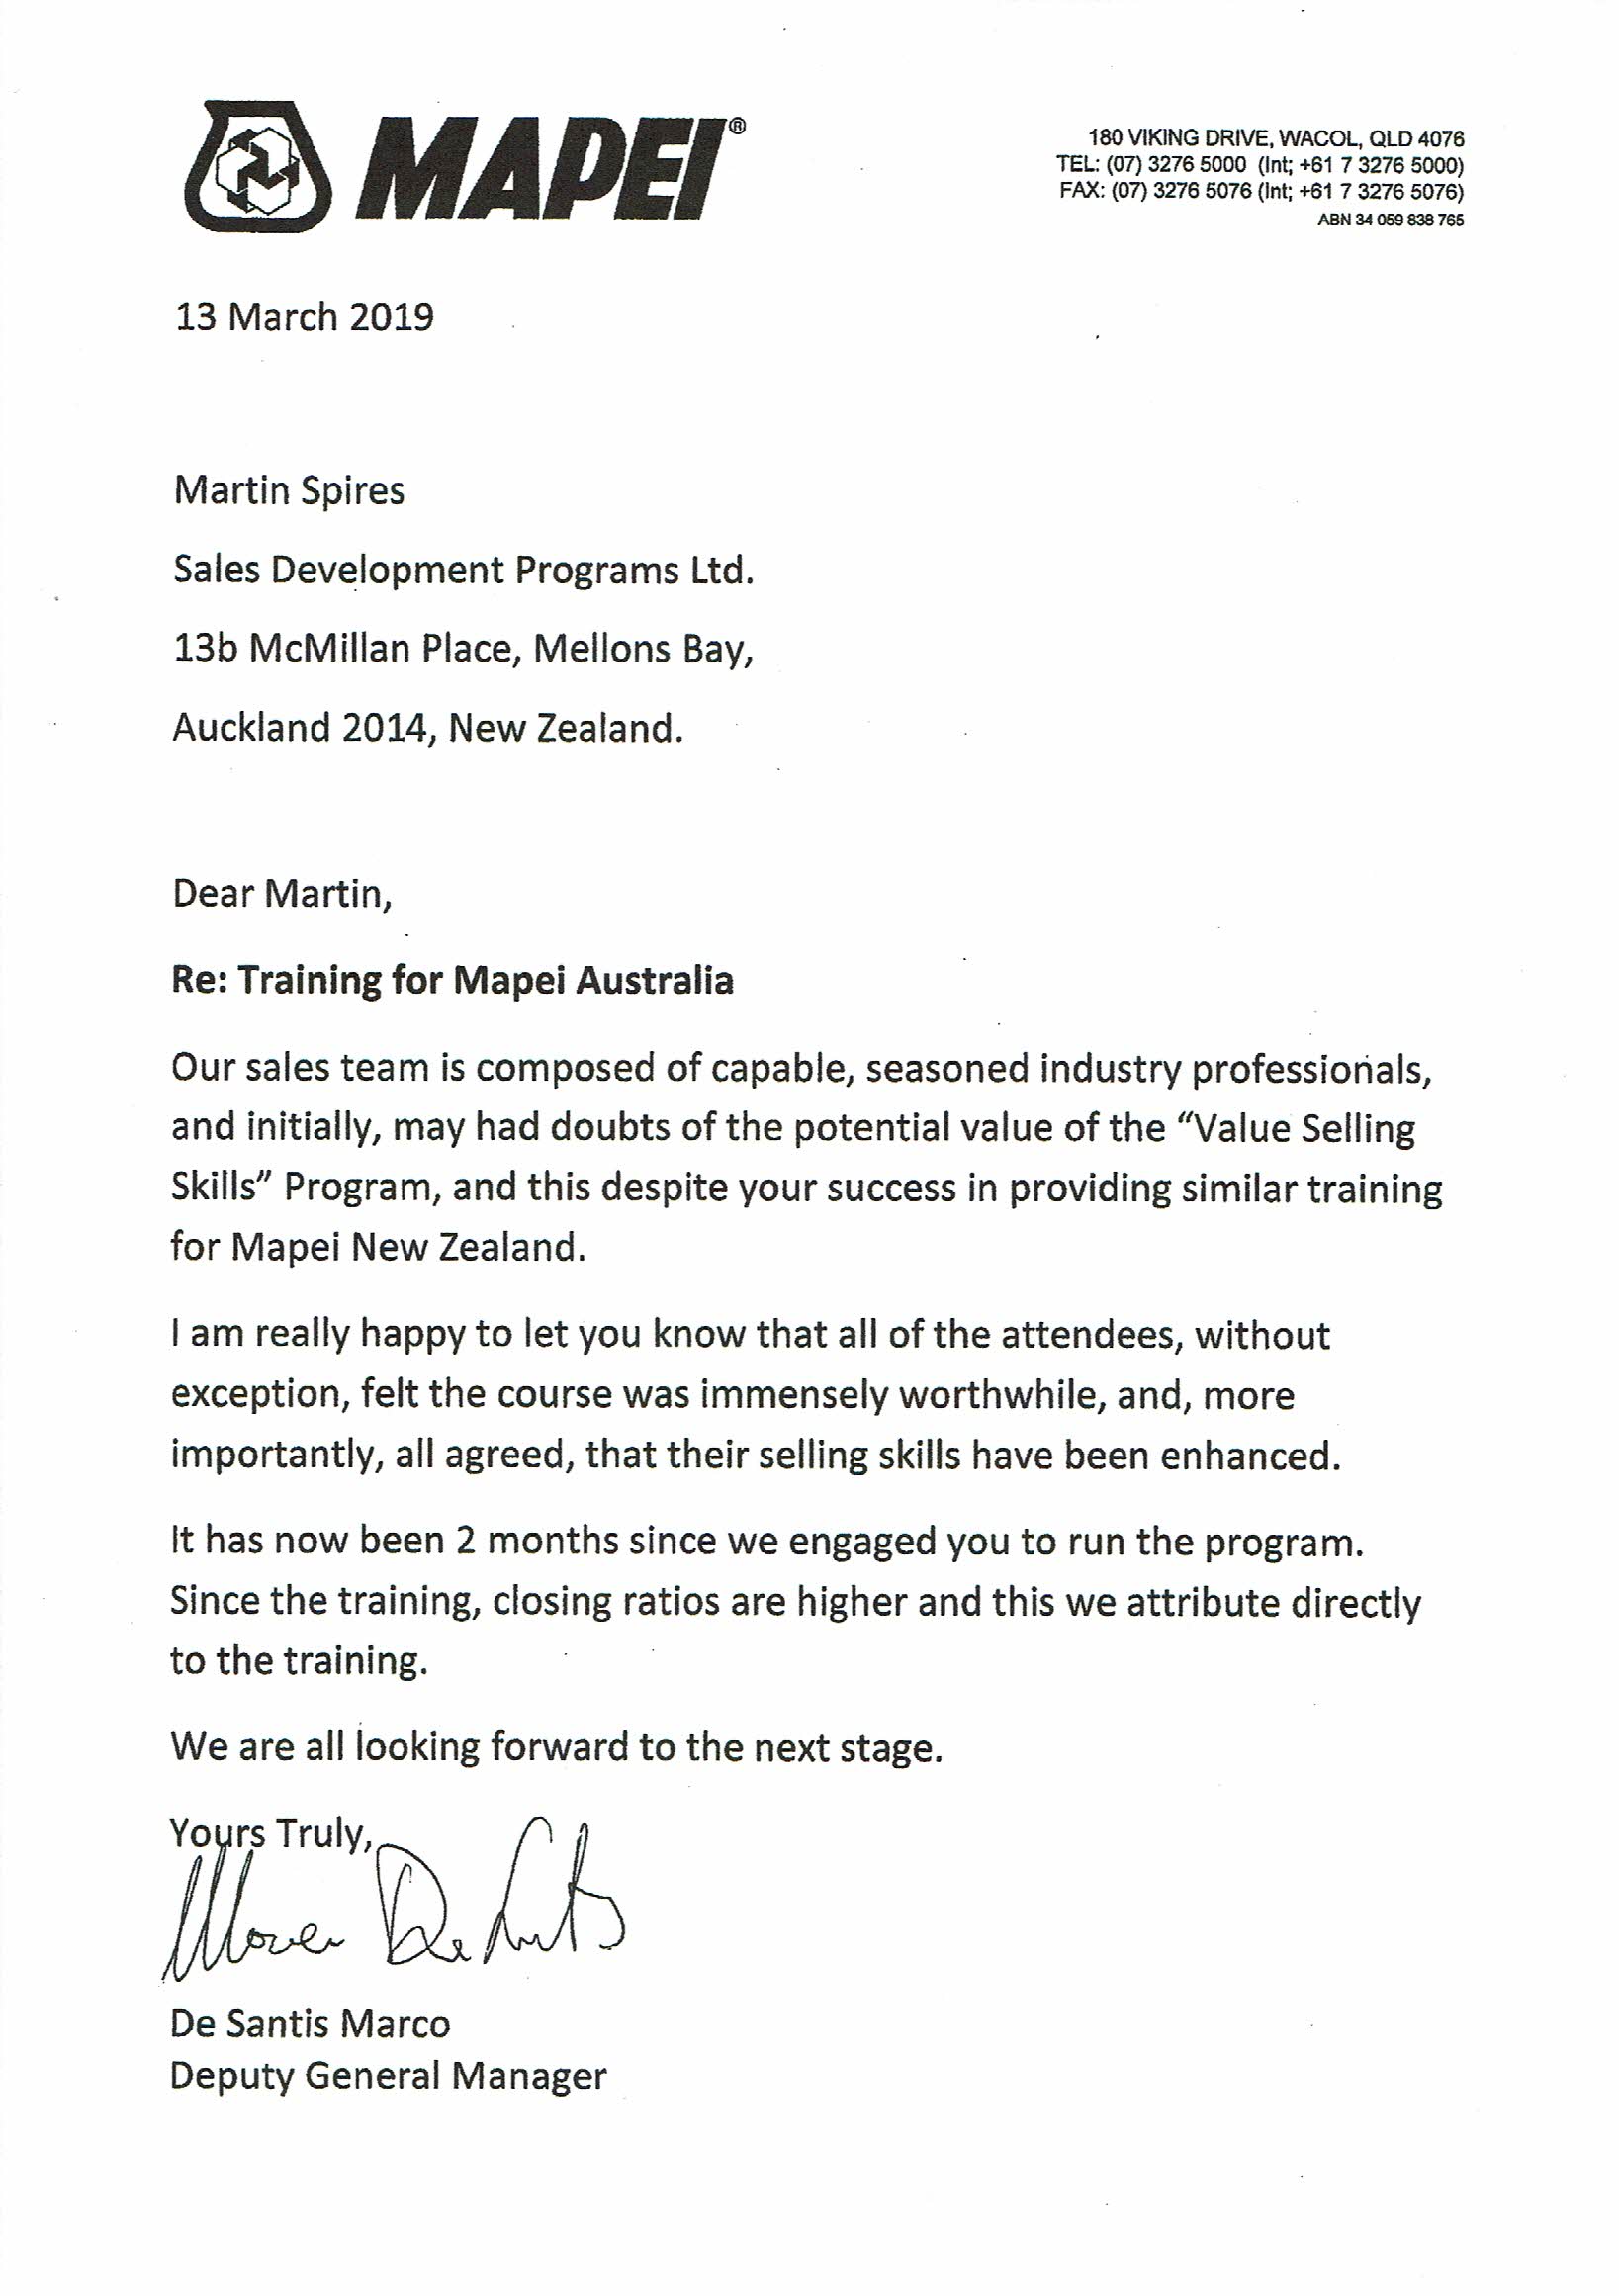 MAPEI®
180 VIKING DRIVE, WACOL, QLD 4076
TEL: (07) 3276 5000 (Int; +61 7 3276 5000)
FAX: (07) 3276 5076 (Int; +61 7 3276 5076)
ABN 34 059 838 765
13 March 2019
Martin Spires
Sales Development Programs Ltd.
13b McMillan Place, Mellons Bay,
Auckland 2014, New Zealand.
Dear Martin,
Re: Training for Mapei Australia
Our sales team is composed of capable, seasoned industry professionals,
and initially, may had doubts of the potential value of the “Value Selling
Skills” Program, and this despite your success in providing similar training
for Mapei New Zealand.
I am really happy to let you know that all of the attendees, without
exception, felt the course was immensely worthwhile, and, more
importantly, all agreed, that their selling skills have been enhanced.
It has now been 2 months since we engaged you to run the program.
Since the training, closing ratios are higher and this we attribute directly
to the training.
We are all looking forward to the next stage.
Yours Truly,
Marco De Santis
De Santis Marco
Deputy General Manager